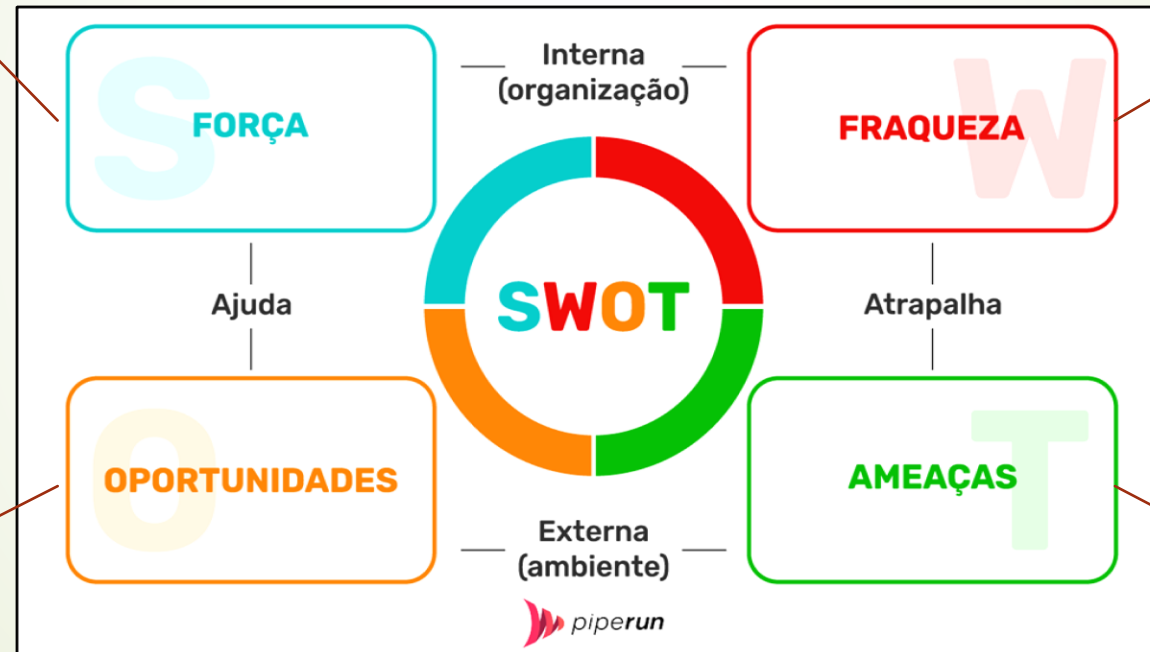 S
FORÇA
Interna
(organização)
W
FRAQUEZA
Ajuda
SWOT
Atrapalha
O
OPORTUNIDADES
Externa
(ambiente)
T
AMEAÇAS
piperun